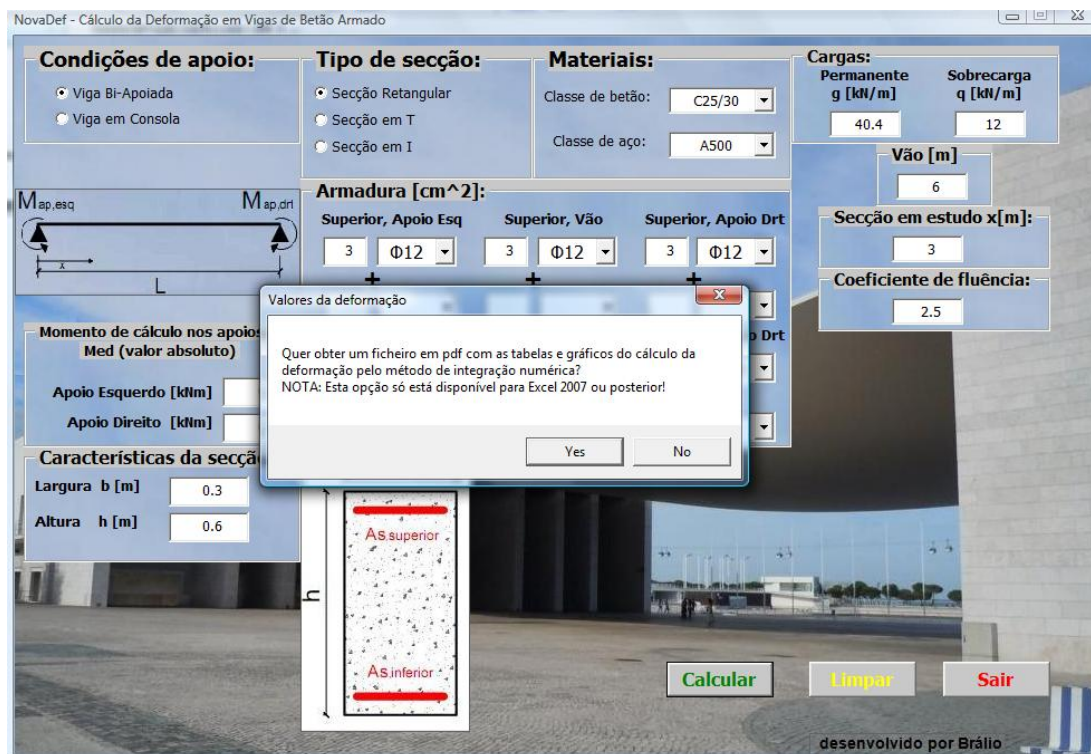 NovaDef - Cálculo da Deformação em Vigas de Betão Armado
Condições de apoio:
Viga Bi-Apoiada
Viga em Consola
Tipo de secção:
Secção Retangular
Secção em T
Secção em I
Materiais:
Classe de betão:
C25/30
Classe de aço:
A500
Cargas:
Permanente
g [kN/m]
40.4
Sobrecarga
q [kN/m]
12
Vão [m]
6
Secção em estudo x[m]:
3
Coeficiente de fluência:
2.5
Map,esq
Map,drt
x
L
Armadura [cm^2]:
Superior, Apoio Esq
3 Φ12
+
Superior, Vão
3 Φ12
+
Superior, Apoio Drt
3 Φ12
+
Drt
Momento de cálculo nos apoios
Med (valor absoluto)
Apoio Esquerdo [kNm]
Apoio Direito [kNm]
Valores da deformação
Quer obter um ficheiro em pdf com as tabelas e gráficos do cálculo da
deformação pelo método de integração numérica?
NOTA: Esta opção só está disponível para Excel 2007 ou posterior!
Yes
No
Características da secçã
Largura b [m]
0.3
Altura h [m]
0.6
h
As.superior
As.inferior
Calcular
Limpar
Sair
desenvolvido por Brálio